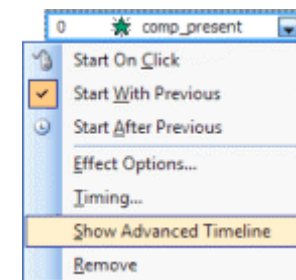 0 comp_present
Start On Click
Start With Previous
Start After Previous
Effect Options...
Timing...
Show Advanced Timeline
Remove